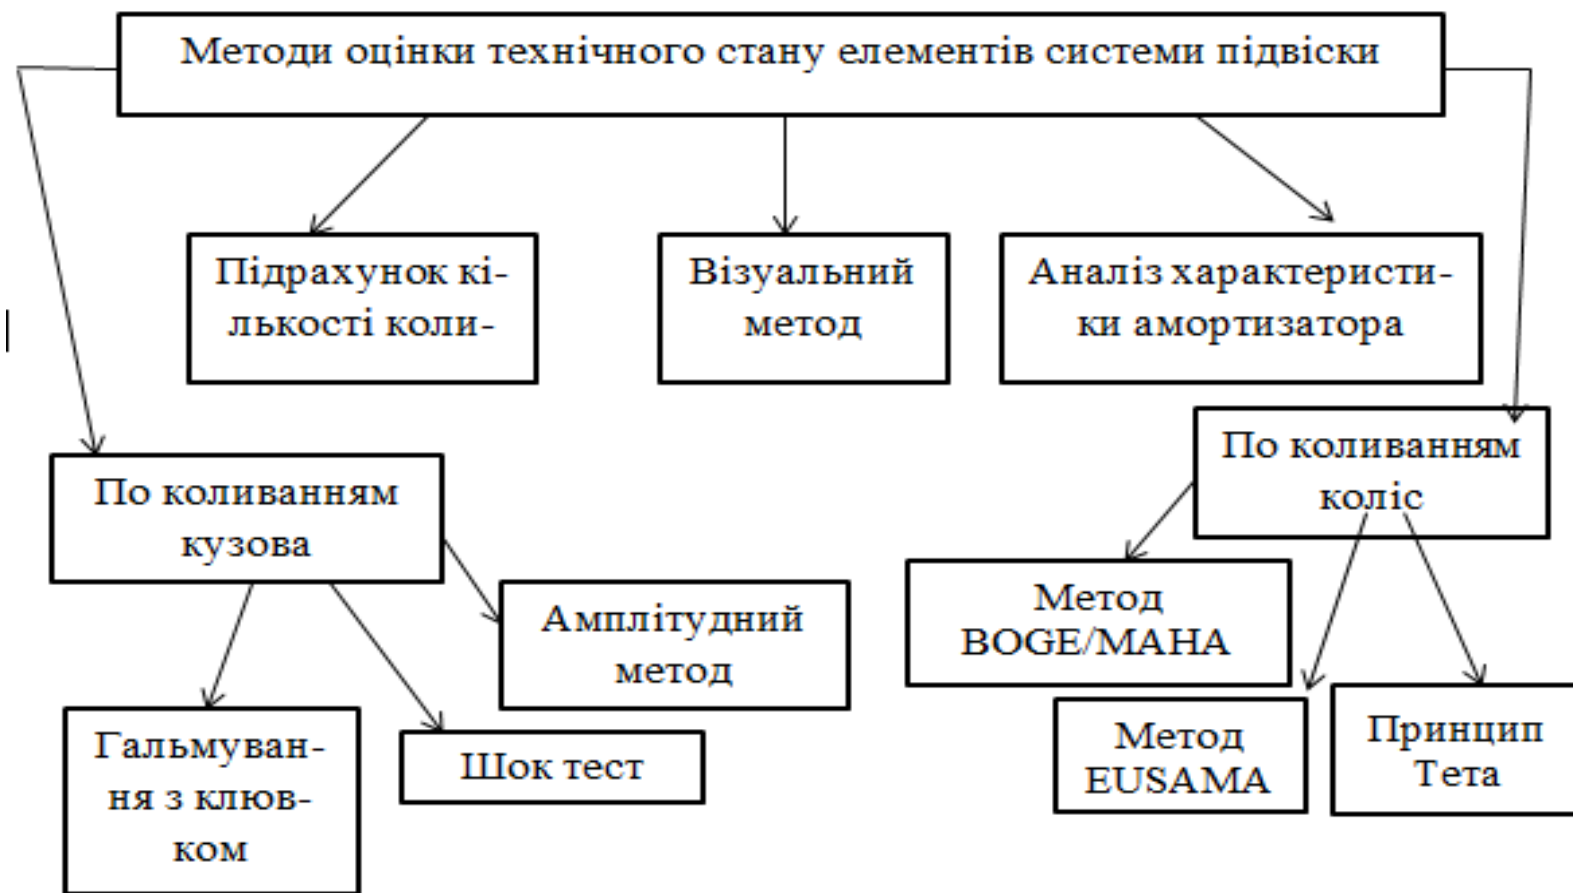 Методи оцінки технічного стану елементів системи підвіски
Підрахунок кі-
лькості коли-
Візуальний
метод
Аналіз характеристи-
ки амортизатора
По коливанням
кузова
По коливанням
коліс
Амплітудний
метод
Метод
BOGE/MAHA
Гальмуван-
ня з клюв-
ком
Шок тест
Метод
EUSAMA
Принцип
Тета